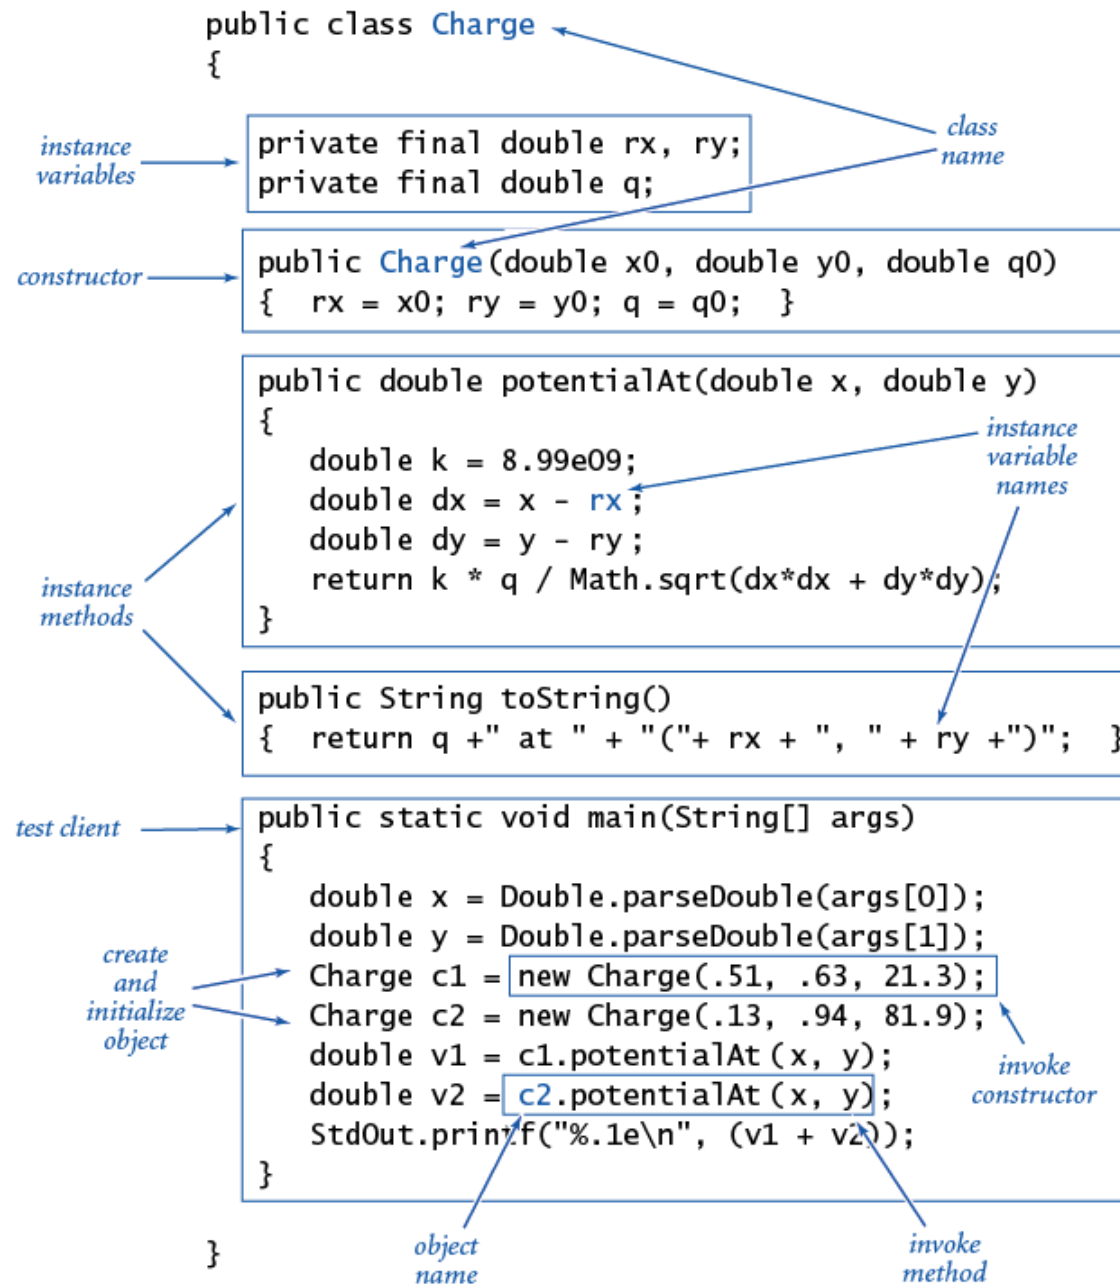 public class Charge
{
class
name
instance
variables
private final double rx, ry;
private final double q;
constructor
public Charge(double x0, double y0, double q0)
{  rx = x0; ry = y0; q = q0;  }
instance
methods
public double potentialAt(double x, double y)
{
double k = 8.99e09;
double dx = x - rx;
double dy = y - ry;
return k * q / Math.sqrt(dx*dx + dy*dy);
}
instance
variable
names
public String toString()
{  return q +" at " + "("+ rx + ", " + ry +")";  }
test client
public static void main(String[] args)
{
double x = Double.parseDouble(args[0]);
double y = Double.parseDouble(args[1]);
create
and
initialize
object
Charge c1 = new Charge(.51, .63, 21.3);
Charge c2 = new Charge(.13, .94, 81.9);
double v1 = c1.potentialAt(x, y);
double v2 = c2.potentialAt(x, y);
StdOut.printf("%.1e\n", (v1 + v2));
}
invoke
constructor
object
name
invoke
method
}